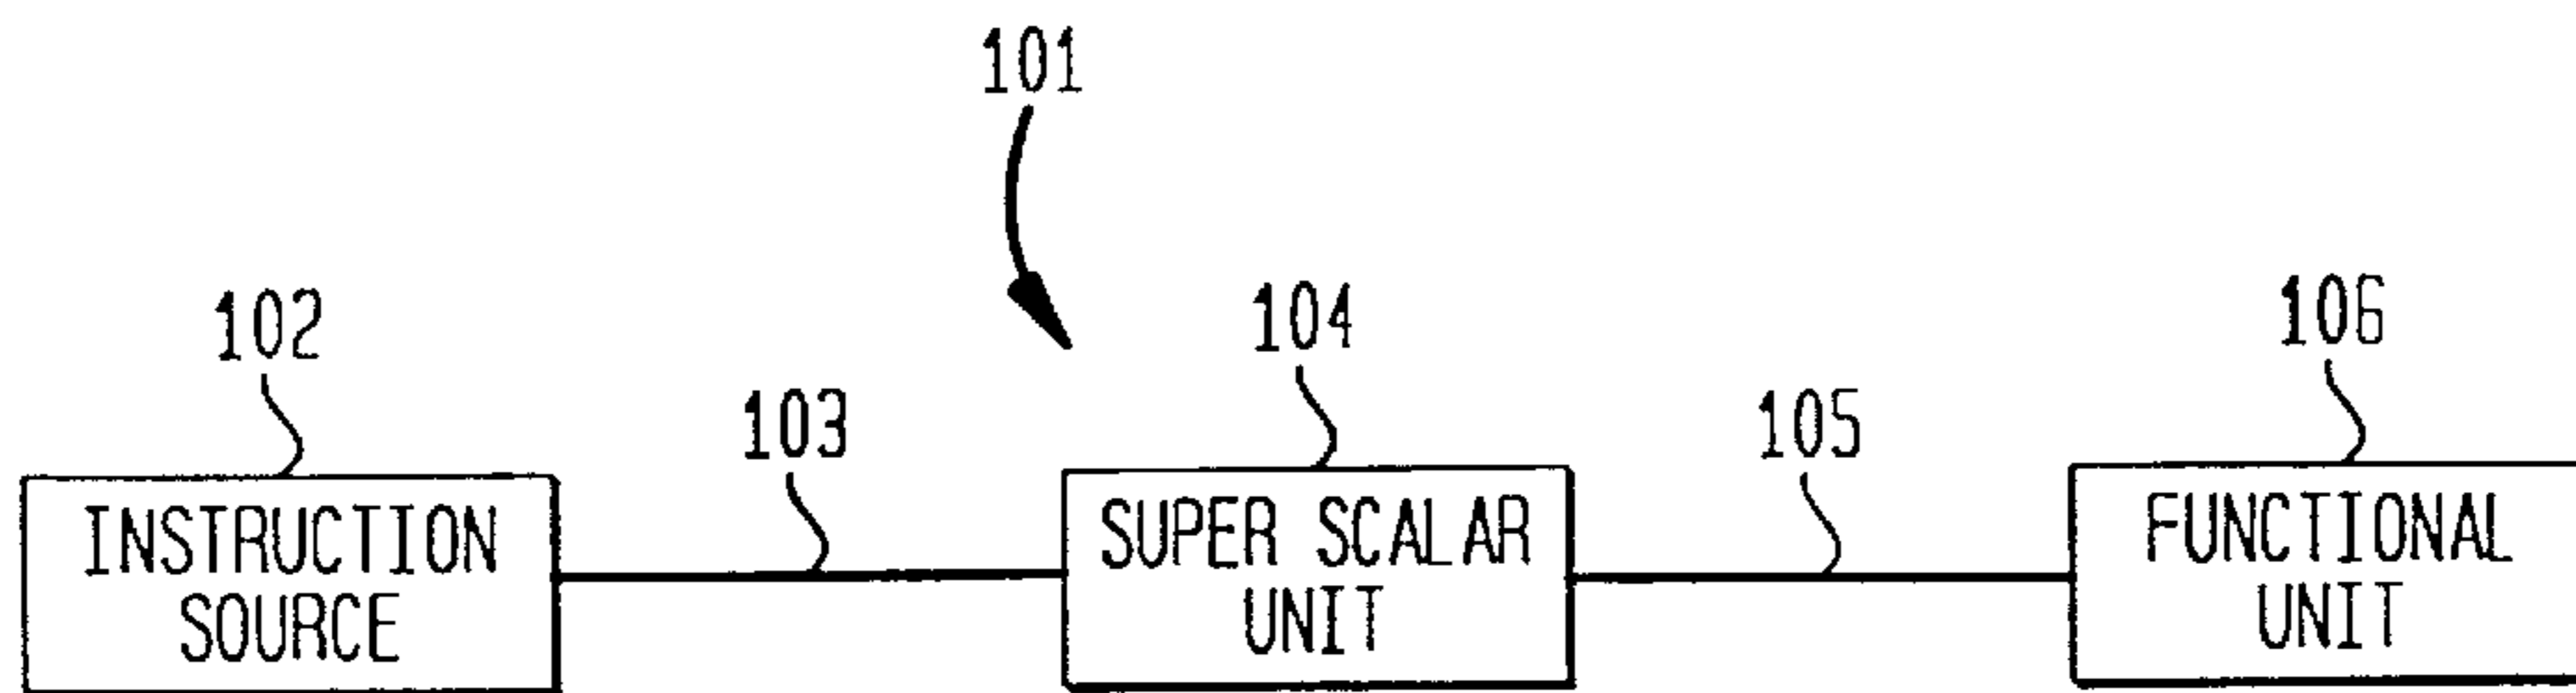 101
102
103
104
105
106
INSTRUCTION
SOURCE
SUPER SCALAR
UNIT
FUNCTIONAL
UNIT